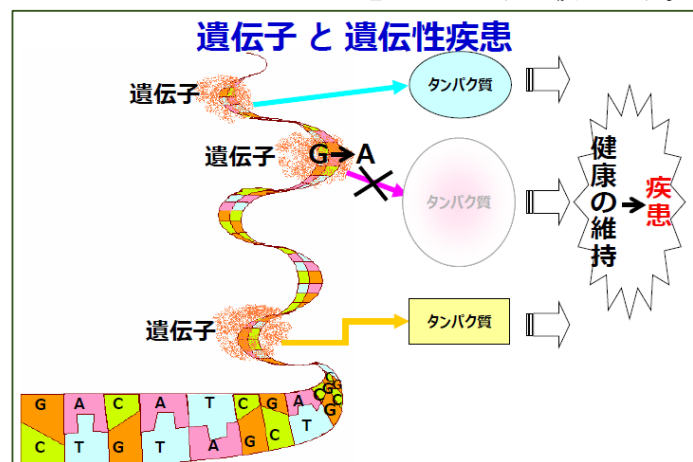 遺伝子 と 遺伝性疾患
遺伝子
タンパク質
遺伝子
G→A
タンパク質
健康の維持
→
疾患
遺伝子
タンパク質
G A C A T C G A
C T G T A G C T
C G G C C G